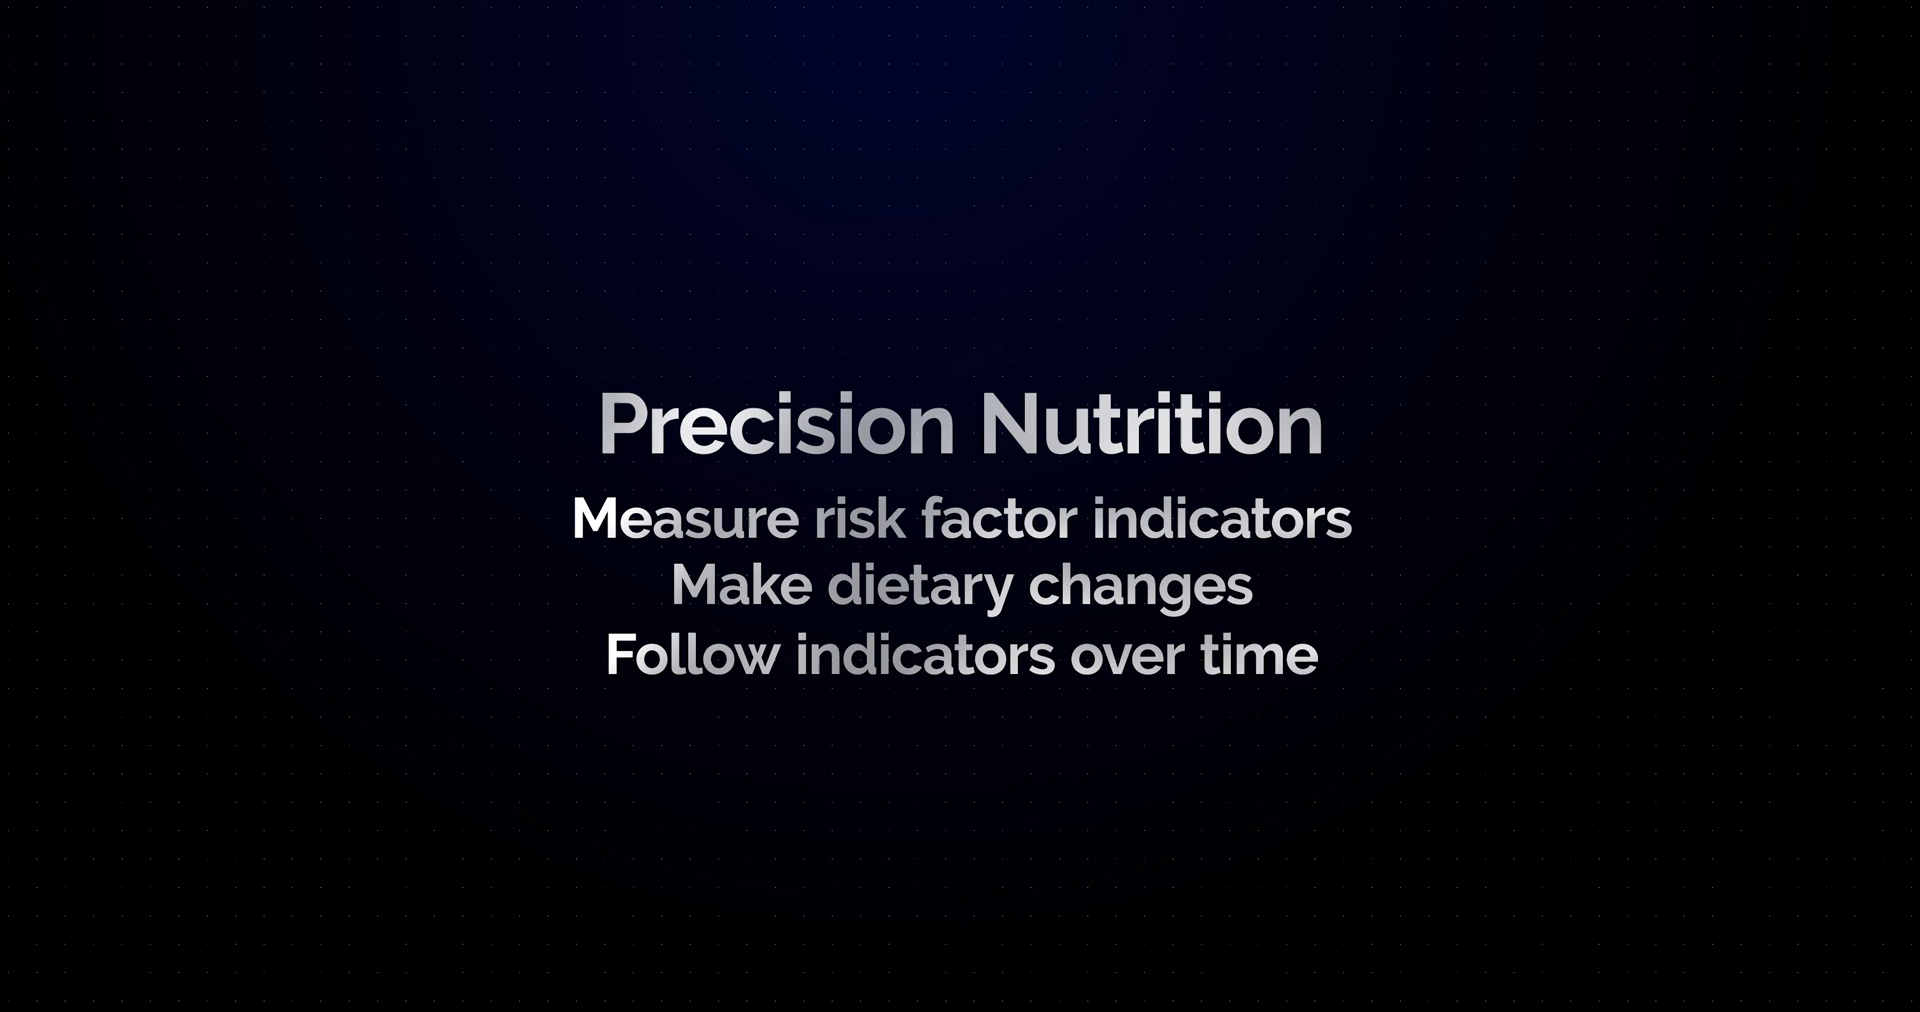 Precision Nutrition
Measure risk factor indicators
Make dietary changes
Follow indicators over time